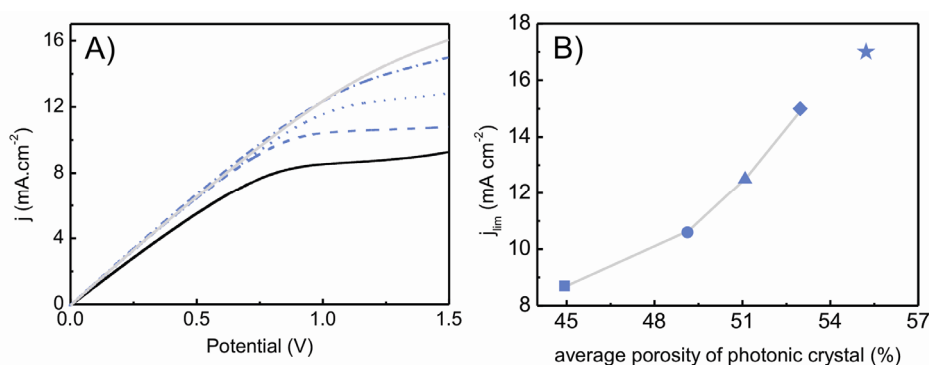 A)
16
12
8
4
0
j (mA.cm⁻²)
0.0 0.5 1.0 1.5
Potential (V)
B)
18
16
14
12
10
8
j_lim (mA cm⁻²)
45 48 51 54 57
average porosity of photonic crystal (%)